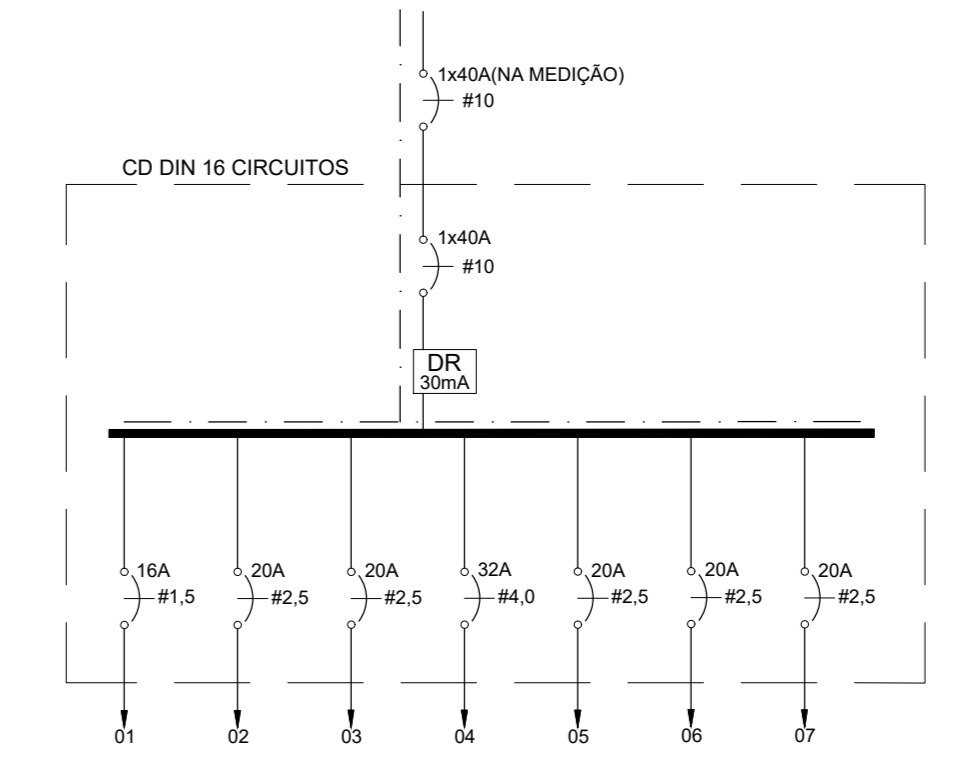 1x40A(NA MEDIÇÃO)
#10
CD DIN 16 CIRCUITOS
1x40A
#10
DR
30mA
16A
#1,5
20A
#2,5
20A
#2,5
32A
#4,0
20A
#2,5
20A
#2,5
20A
#2,5
01
02
03
04
05
06
07